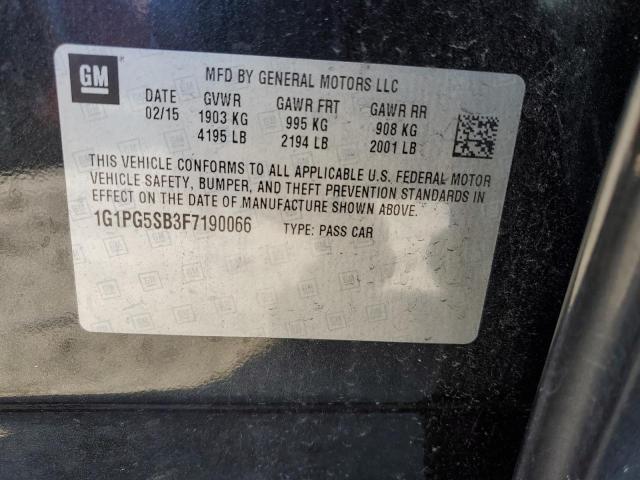 GM
MFD BY GENERAL MOTORS LLC
DATE GVWR GAWR FRT GAWR RR
02/15 1903 KG 995 KG 908 KG
4195 LB 2194 LB 2001 LB
THIS VEHICLE CONFORMS TO ALL APPLICABLE U.S. FEDERAL MOTOR
VEHICLE SAFETY, BUMPER, AND THEFT PREVENTION STANDARDS IN
EFFECT ON THE DATE OF MANUFACTURE SHOWN ABOVE.
1G1PG5SB3F7190066 TYPE: PASS CAR